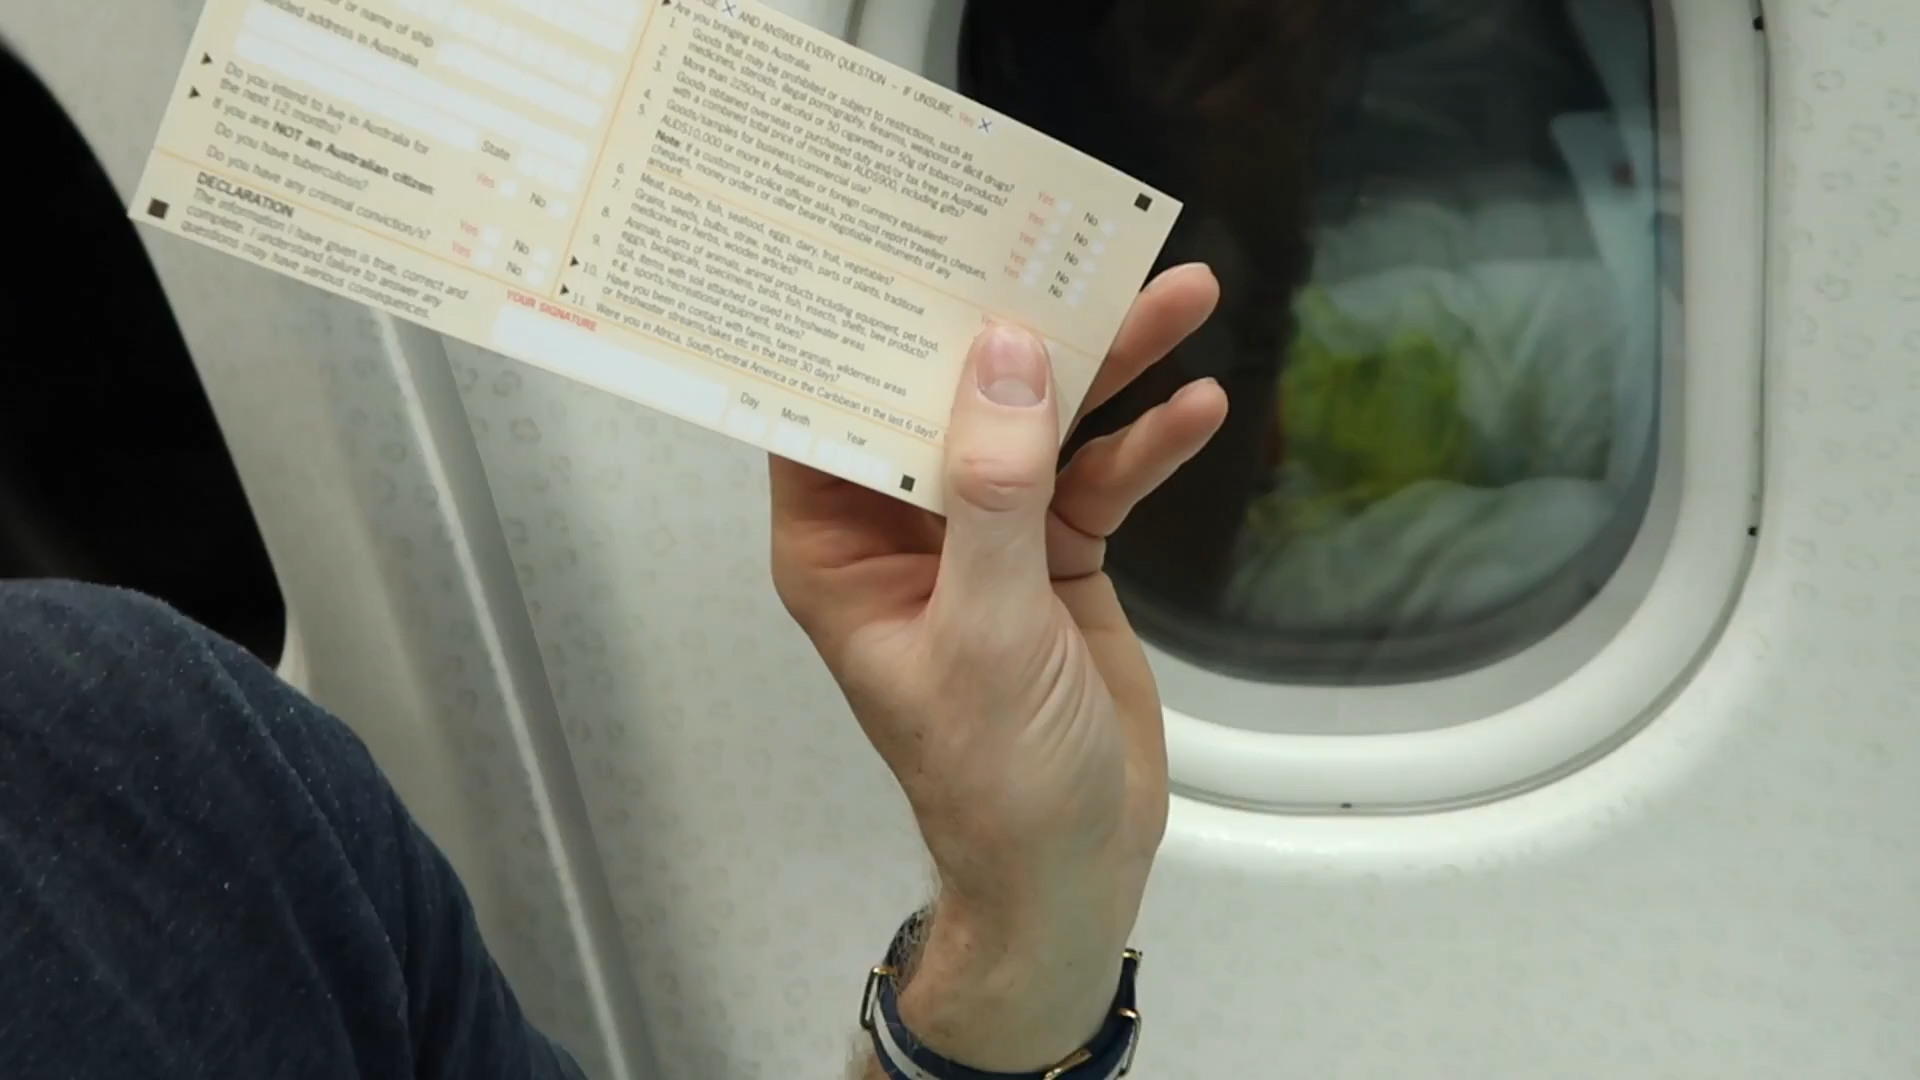 or name of ship
address in Australia
State
Do you intend to live in Australia for
the next 12 months?
Yes No
If you are NOT an Australian citizen:
Do you have tuberculosis?
Yes No
Do you have any criminal conviction/s?
Yes No
DECLARATION
The information I have given is true, correct and
complete. I understand failure to answer any
questions may have serious consequences.
X AND ANSWER EVERY QUESTION – IF UNSURE, Yes X
Are you bringing into Australia:
1. Goods that may be prohibited or subject to restrictions, such as
medicines, steroids, illegal pornography, firearms, weapons or illicit drugs?
Yes No
2. More than 2250mL of alcohol or 50 cigarettes or 50g of tobacco products?
Yes No
3. Goods obtained overseas or purchased duty and/or tax free in Australia
with a combined total price of more than AUD$900, including gifts?
Yes No
4. Goods/samples for business/commercial use?
Yes No
5. AUD$10,000 or more in Australian or foreign currency equivalent?
Yes No
Note: If a customs or police officer asks, you must report travellers cheques,
cheques, money orders or other bearer negotiable instruments of any
amount.
6. Meat, poultry, fish, seafood, eggs, dairy, fruit, vegetables?
7. Grains, seeds, bulbs, straw, nuts, plants, parts of plants, traditional
medicines or herbs, wooden articles?
8. Animals, parts of animals, animal products including equipment, pet food,
eggs, biologicals, specimens, birds, fish, insects, shells, bee products?
9. Soil, items with soil attached or used in freshwater areas
e.g. sports/recreational equipment, shoes?
10. Have you been in contact with farms, farm animals, wilderness areas
or freshwater streams/lakes etc in the past 30 days?
11. Were you in Africa, South/Central America or the Caribbean in the last 6 days?
YOUR SIGNATURE
Day Month Year